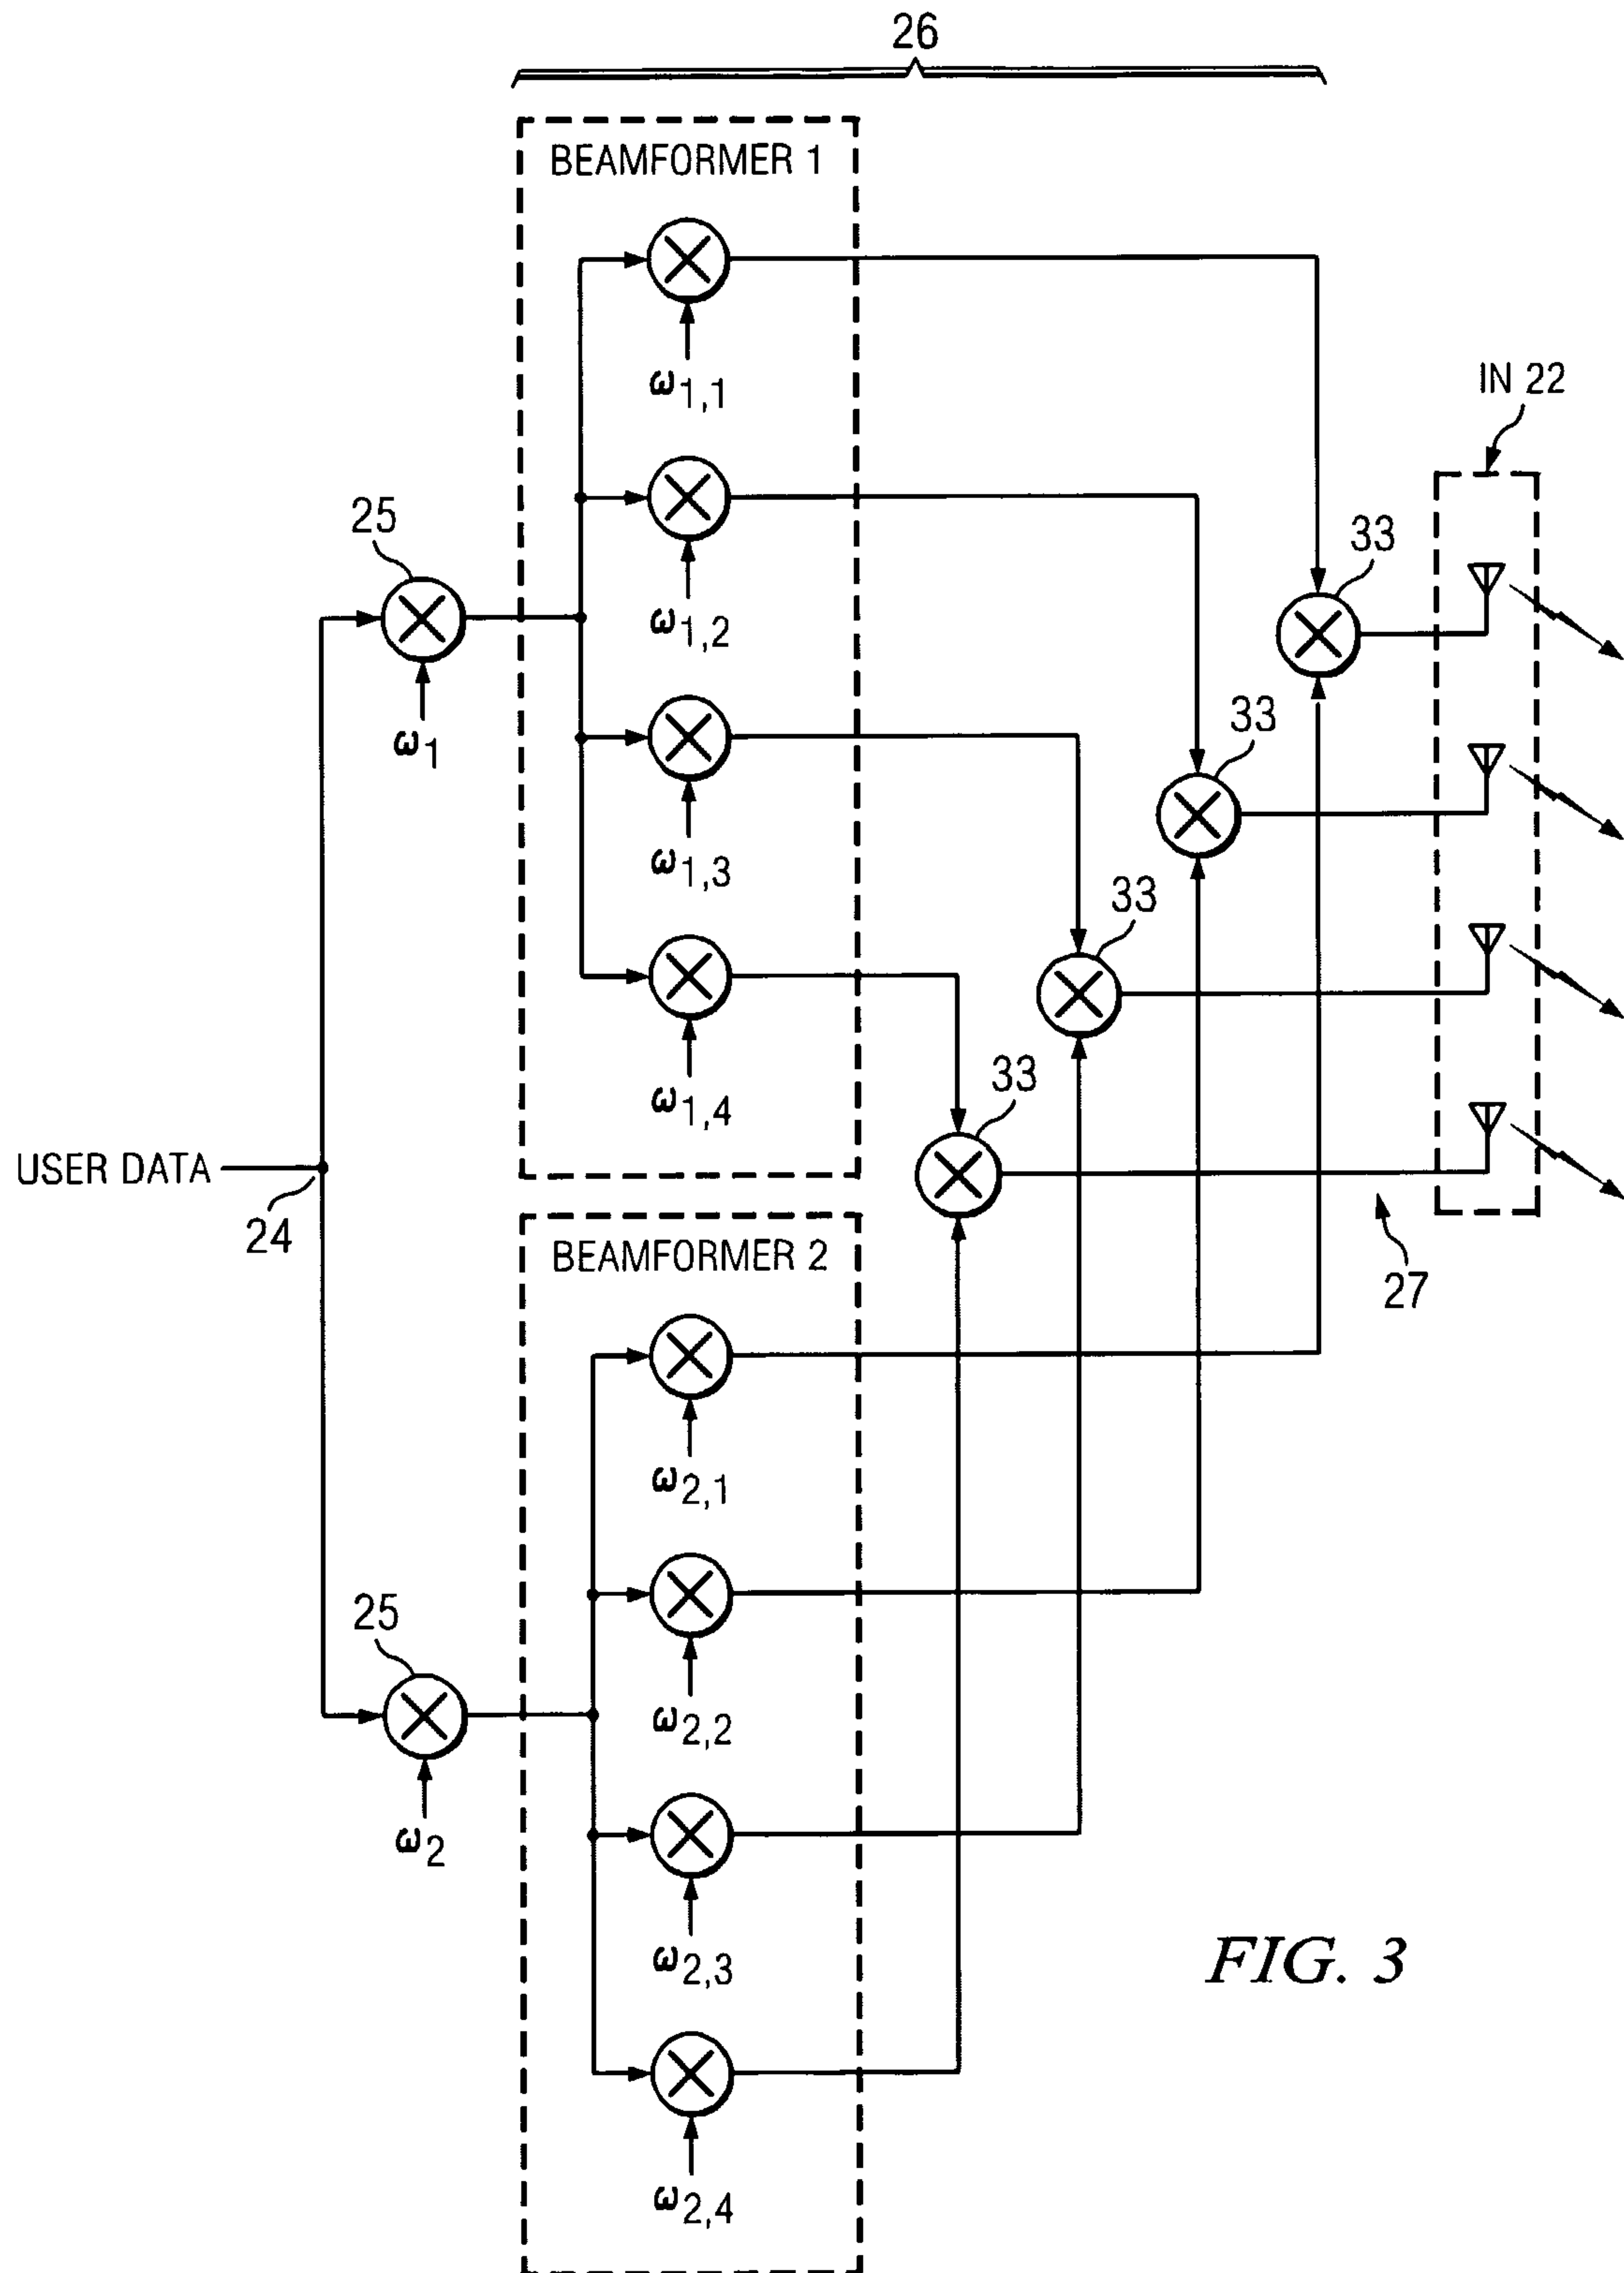 26
BEAMFORMER 1
ω1,1
IN 22
ω1,2
25
33
ω1
33
ω1,3
33
ω1,4
33
USER DATA
24
BEAMFORMER 2
27
ω2,1
25
ω2,2
ω2
ω2,3
FIG. 3
ω2,4